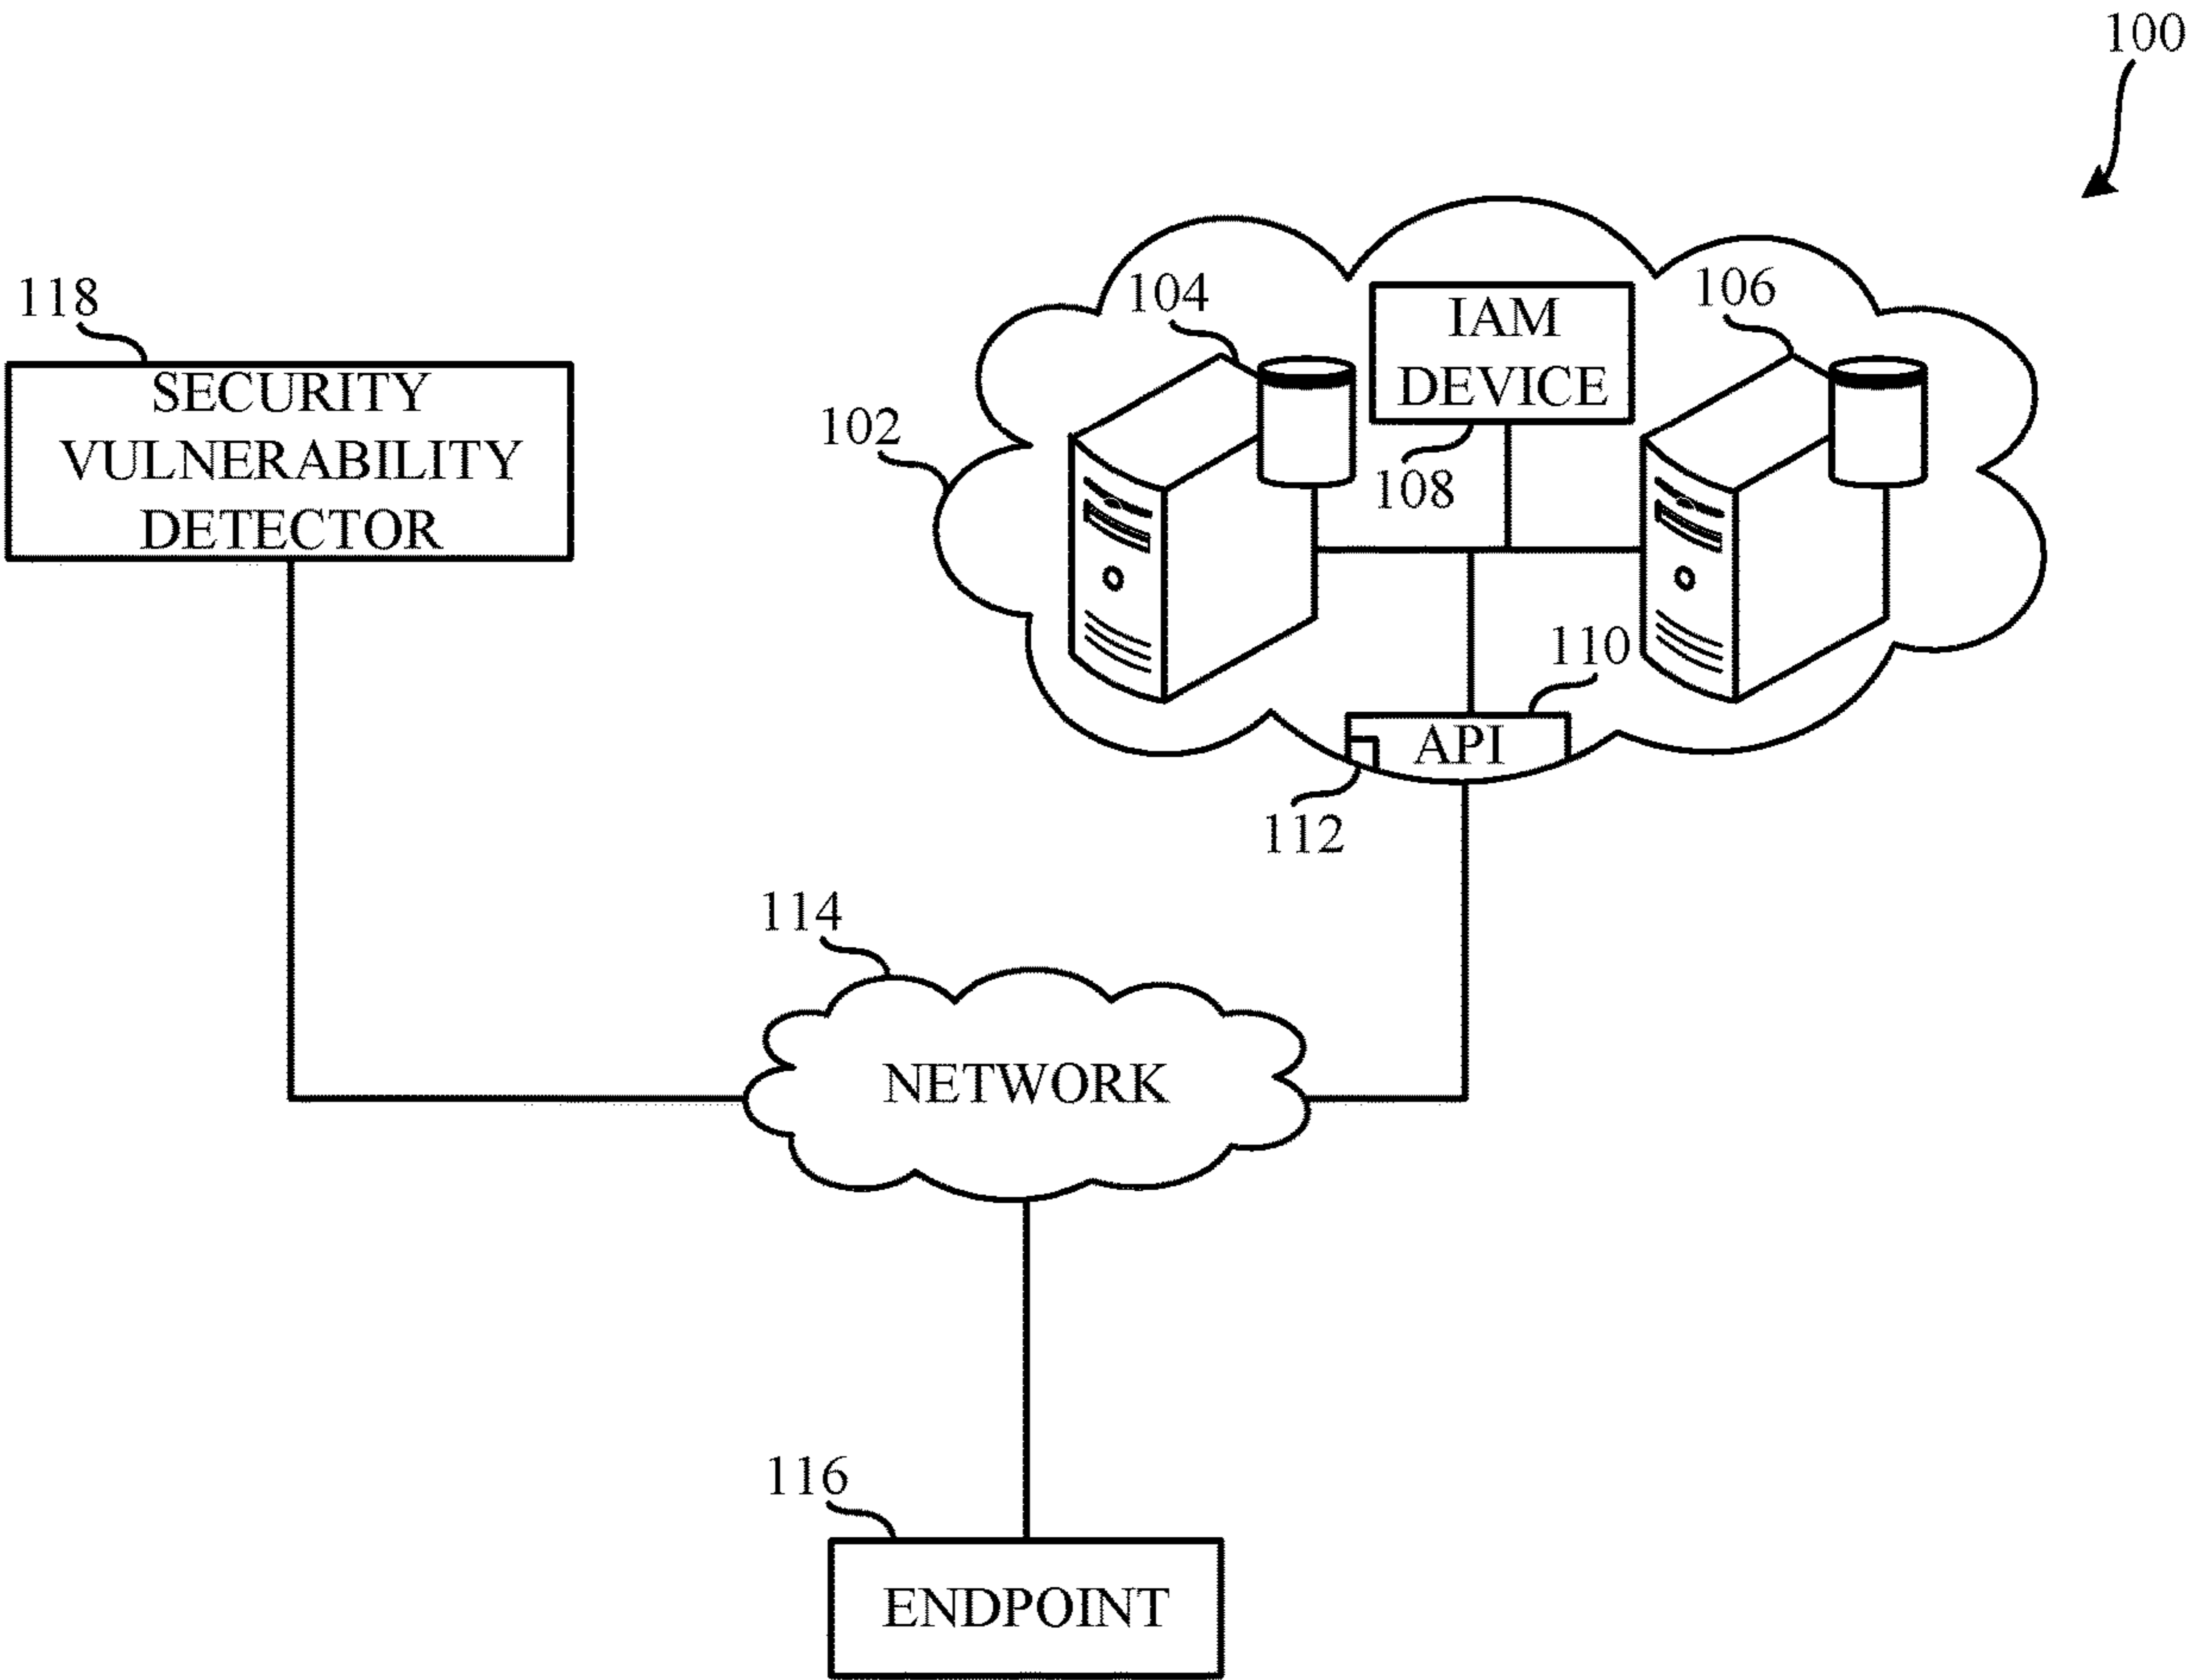 100
118
SECURITY
VULNERABILITY
DETECTOR
102
104
IAM
DEVICE
106
108
110
API
112
114
NETWORK
116
ENDPOINT